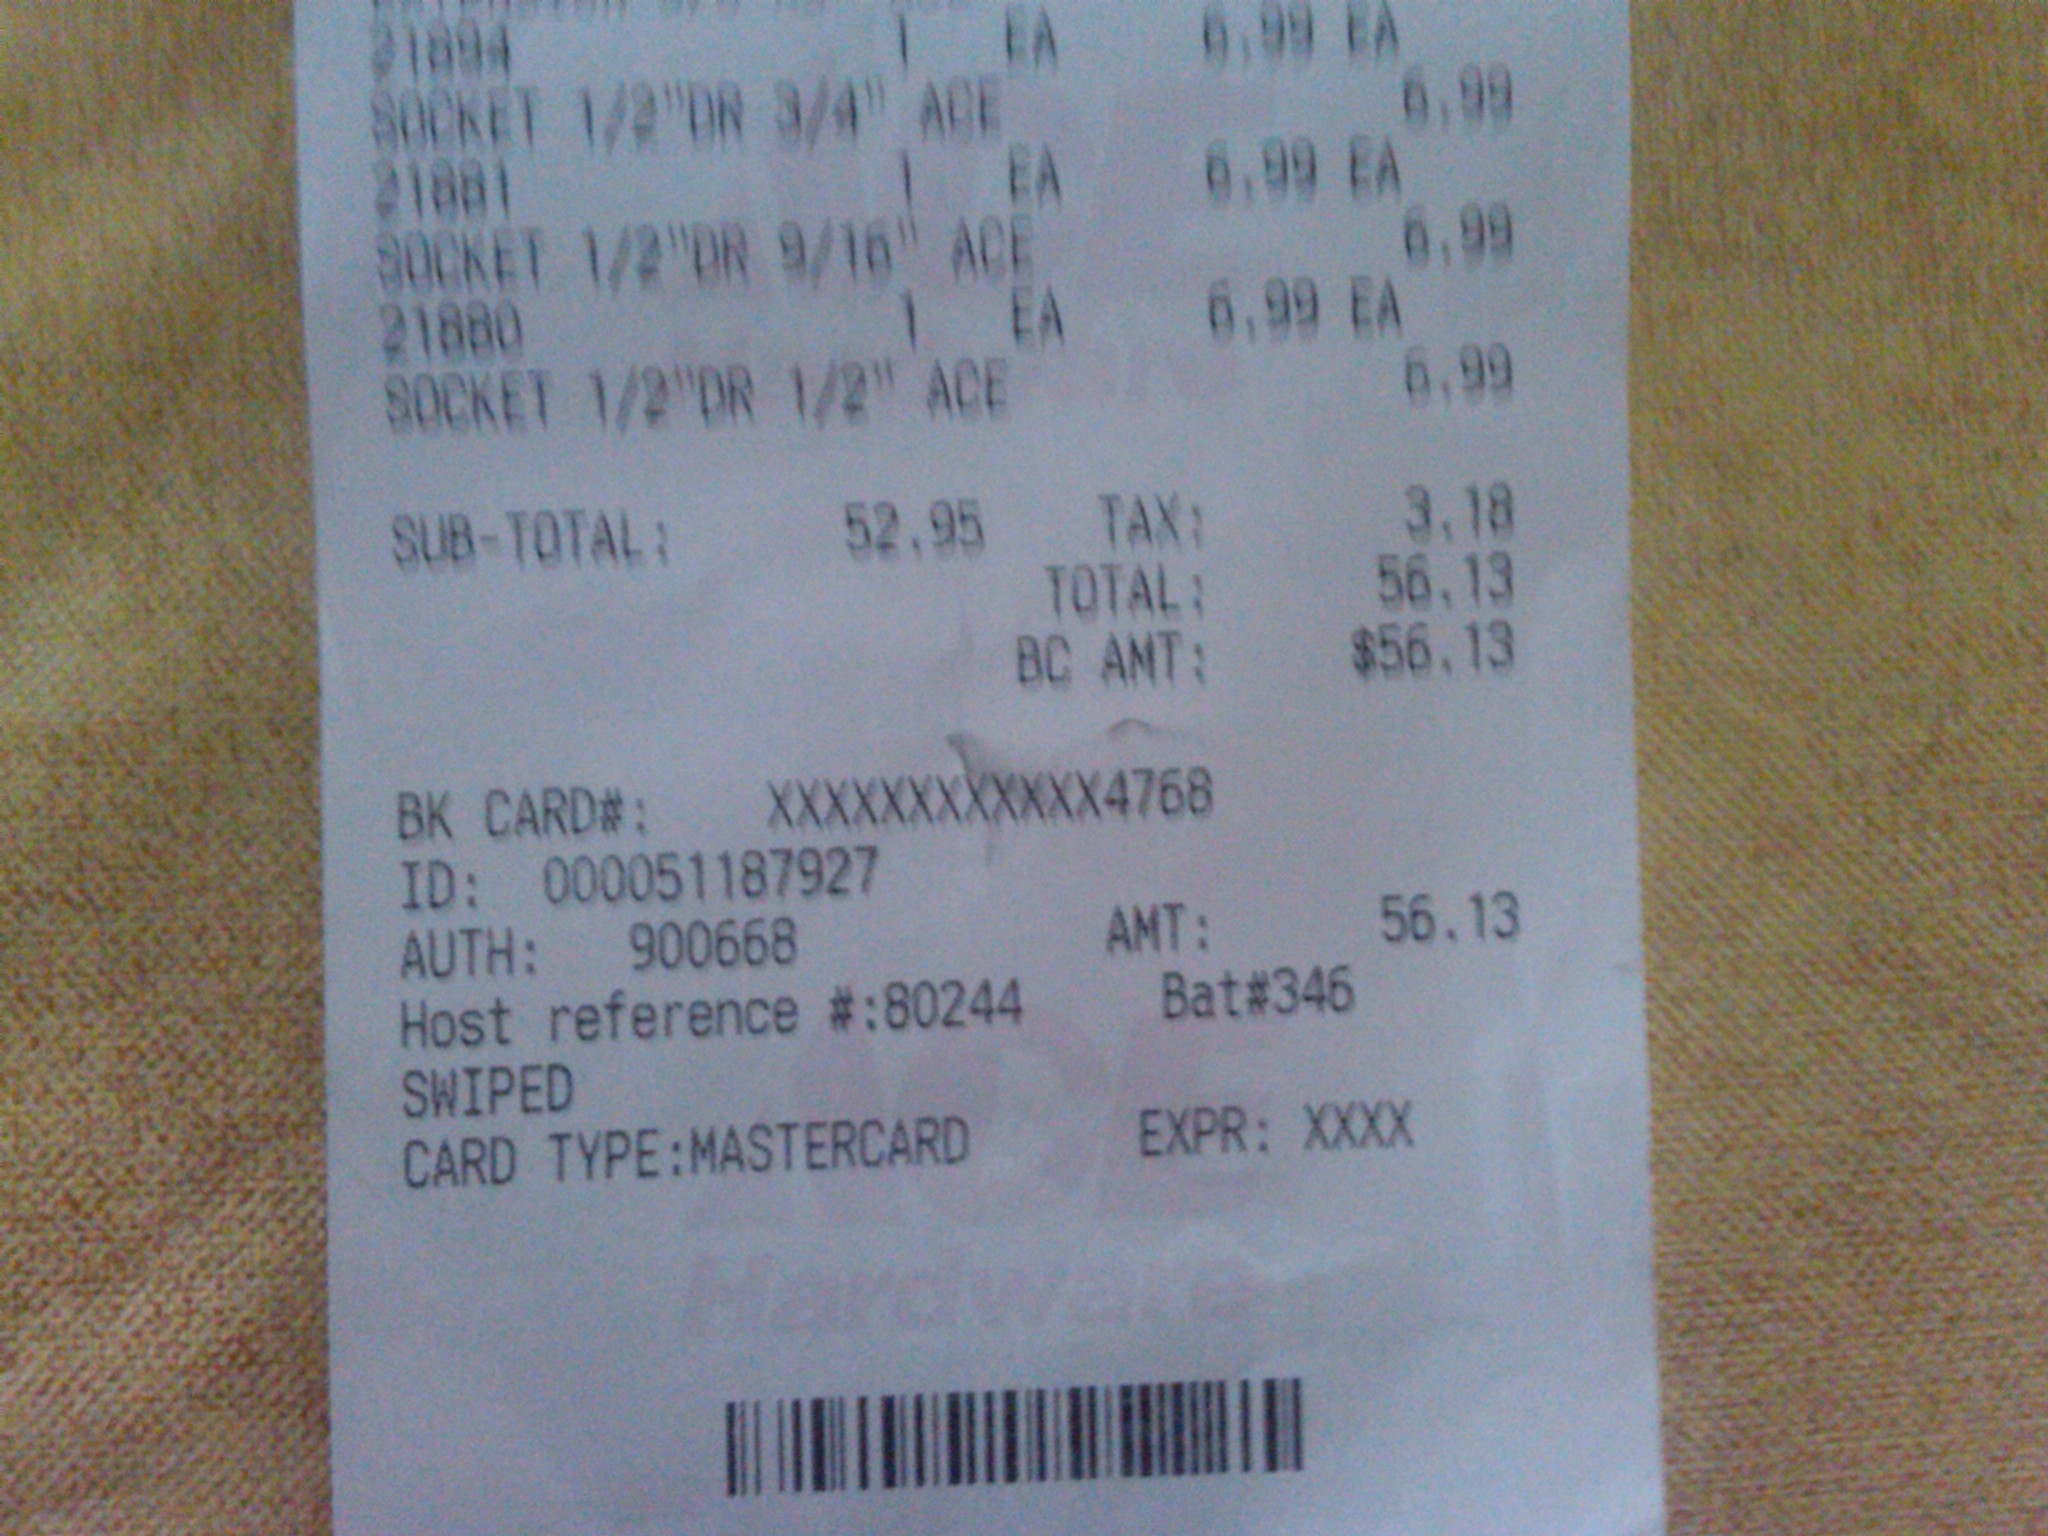 21894 1 EA 6.99 EA
SOCKET 1/2"DR 3/4" ACE 6.99
21881 1 EA 6.99 EA
SOCKET 1/2"DR 9/16" ACE 6.99
21880 1 EA 6.99 EA
SOCKET 1/2"DR 1/2" ACE 6.99
SUB-TOTAL: 52.95 TAX: 3.18
TOTAL: 56.13
BC AMT: $56.13
BK CARD#: XXXXXXXXXXXX4768
ID: 000051187927
AUTH: 900668 AMT: 56.13
Host reference #:80244 Bat#346
SWIPED
CARD TYPE:MASTERCARD EXPR: XXXX
ACE
Hardware